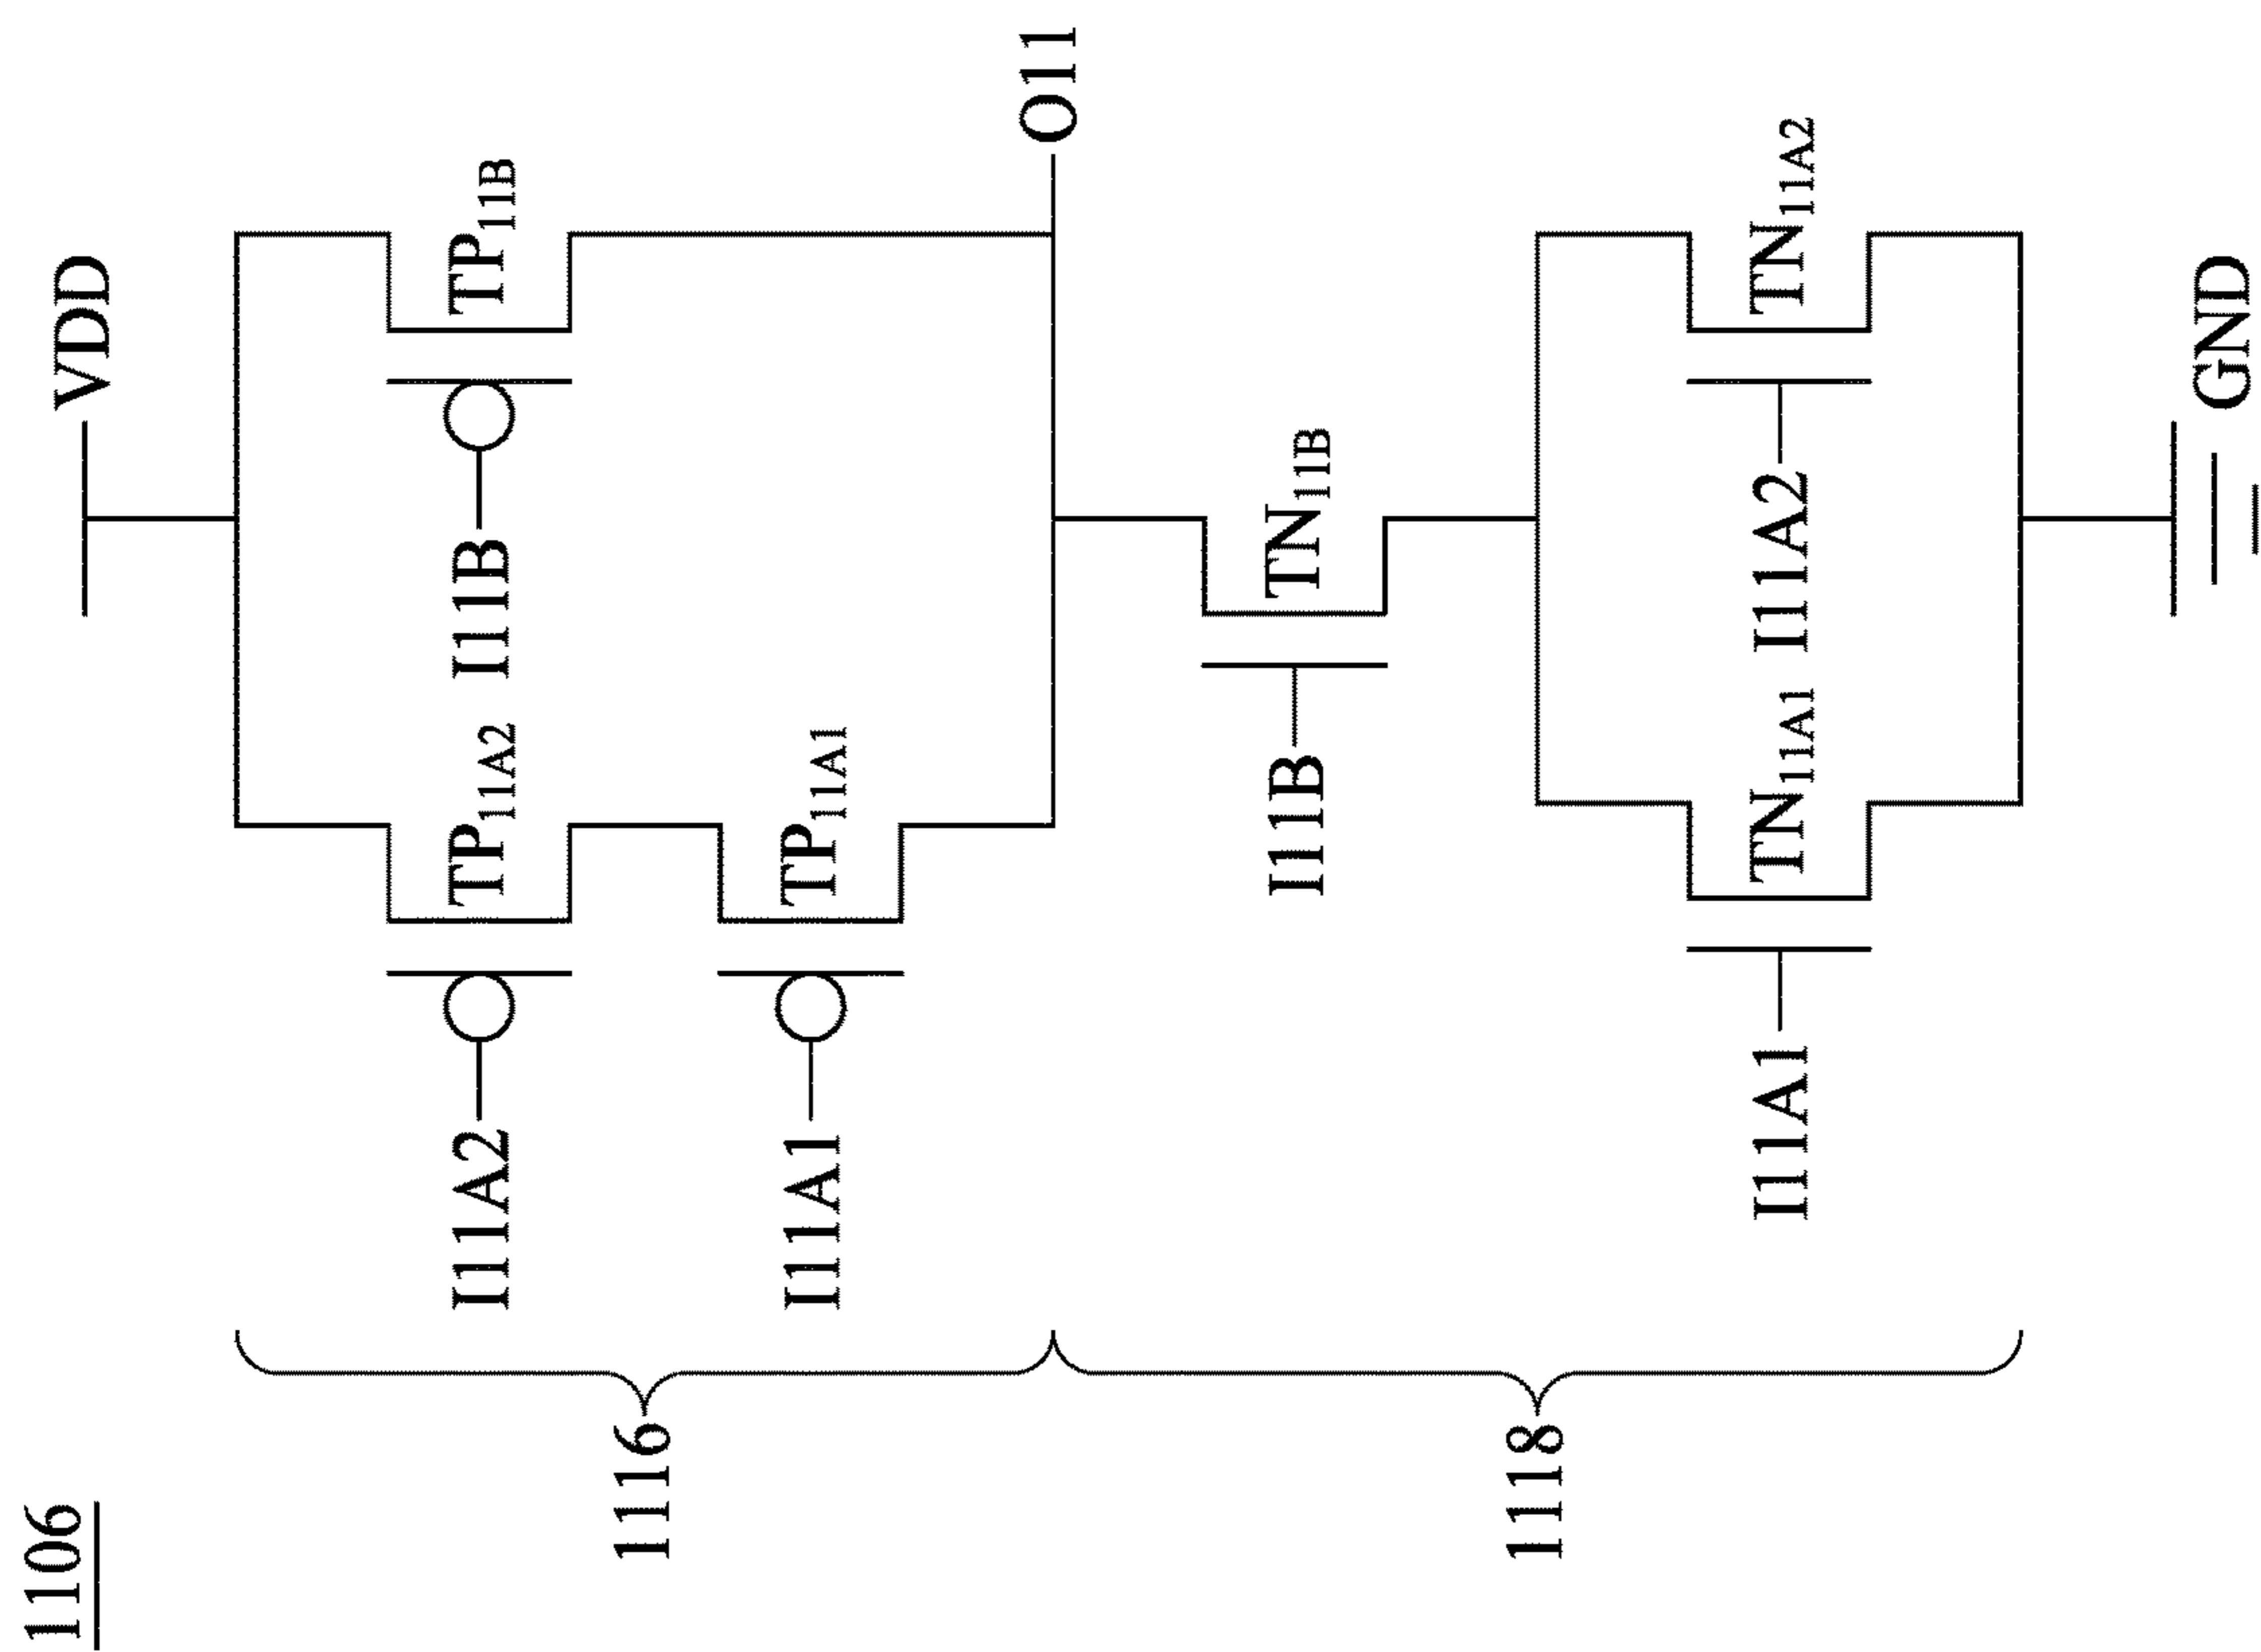 1106
VDD
I11A2
TP11A2
I11B
TP11B
1116
I11A1
TP11A1
O11
I11B
TN11B
1118
I11A1
TN11A1
I11A2
TN11A2
GND